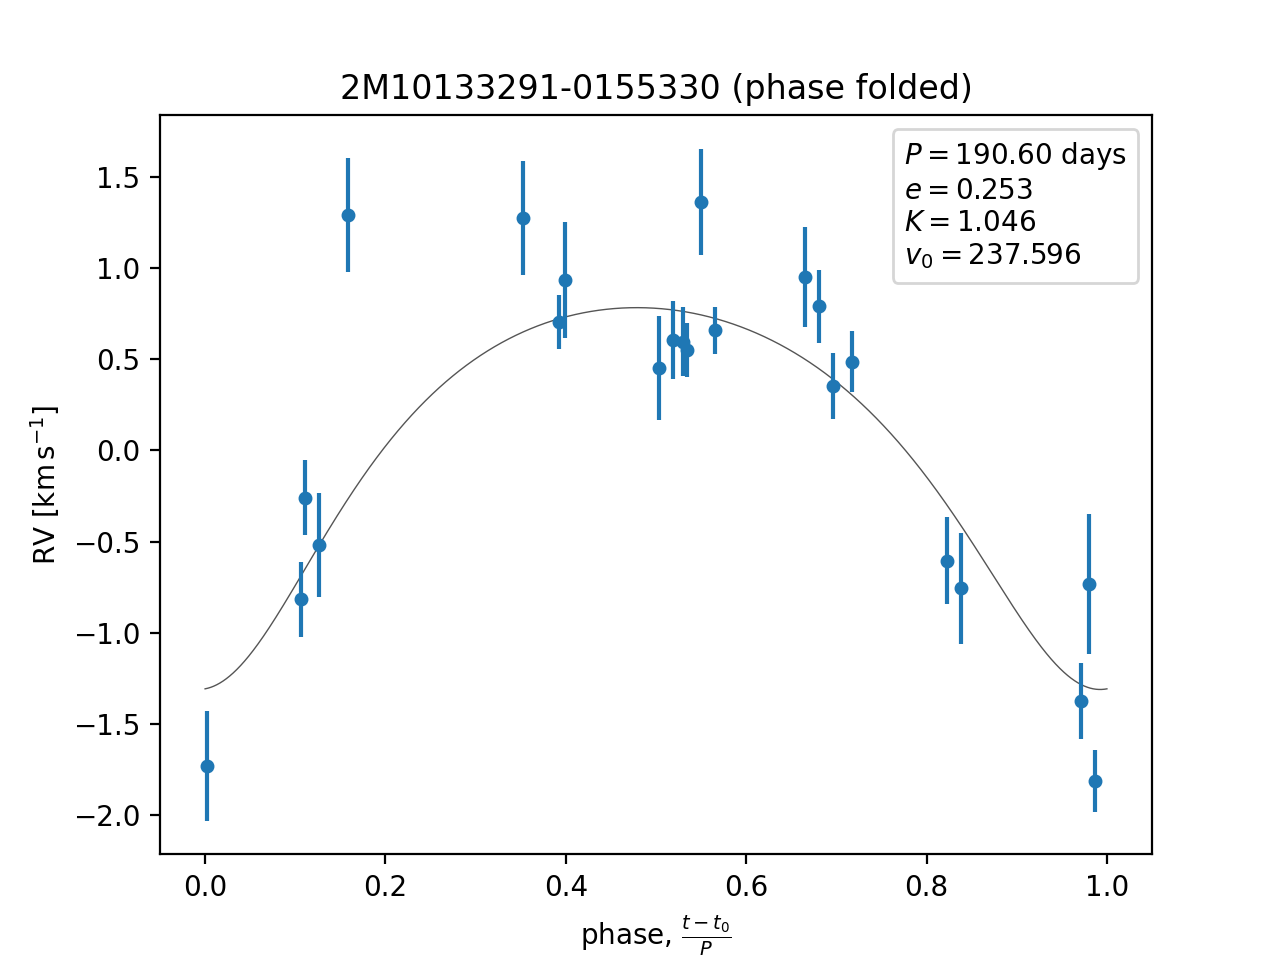 2M10133291-0155330 (phase folded)
P = 190.60 days
e = 0.253
K = 1.046
v₀ = 237.596
RV [km s⁻¹]
1.5
1.0
0.5
0.0
−0.5
−1.0
−1.5
−2.0
0.0 0.2 0.4 0.6 0.8 1.0
phase, (t − t₀)/P